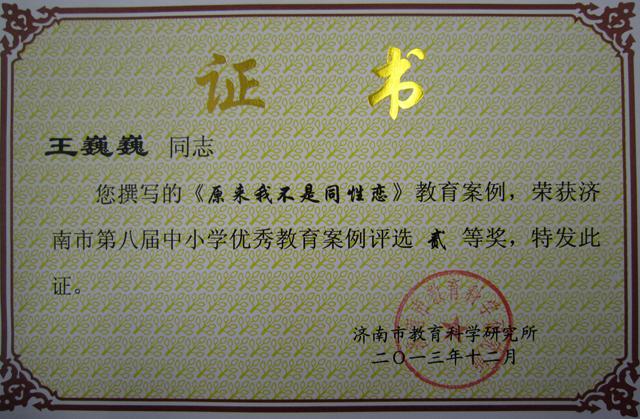 证书
王巍巍 同志
您撰写的《原来我不是同性恋》教育案例，荣获济
南市第八届中小学优秀教育案例评选 贰 等奖，特发此
证。
济南市教育科学研究所
二〇一三年十二月